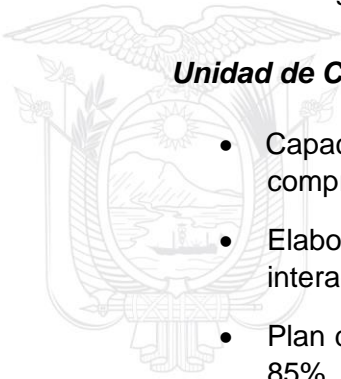 Unidad de C
• Capac
comp
• Elabo
intera
• Plan d
85%